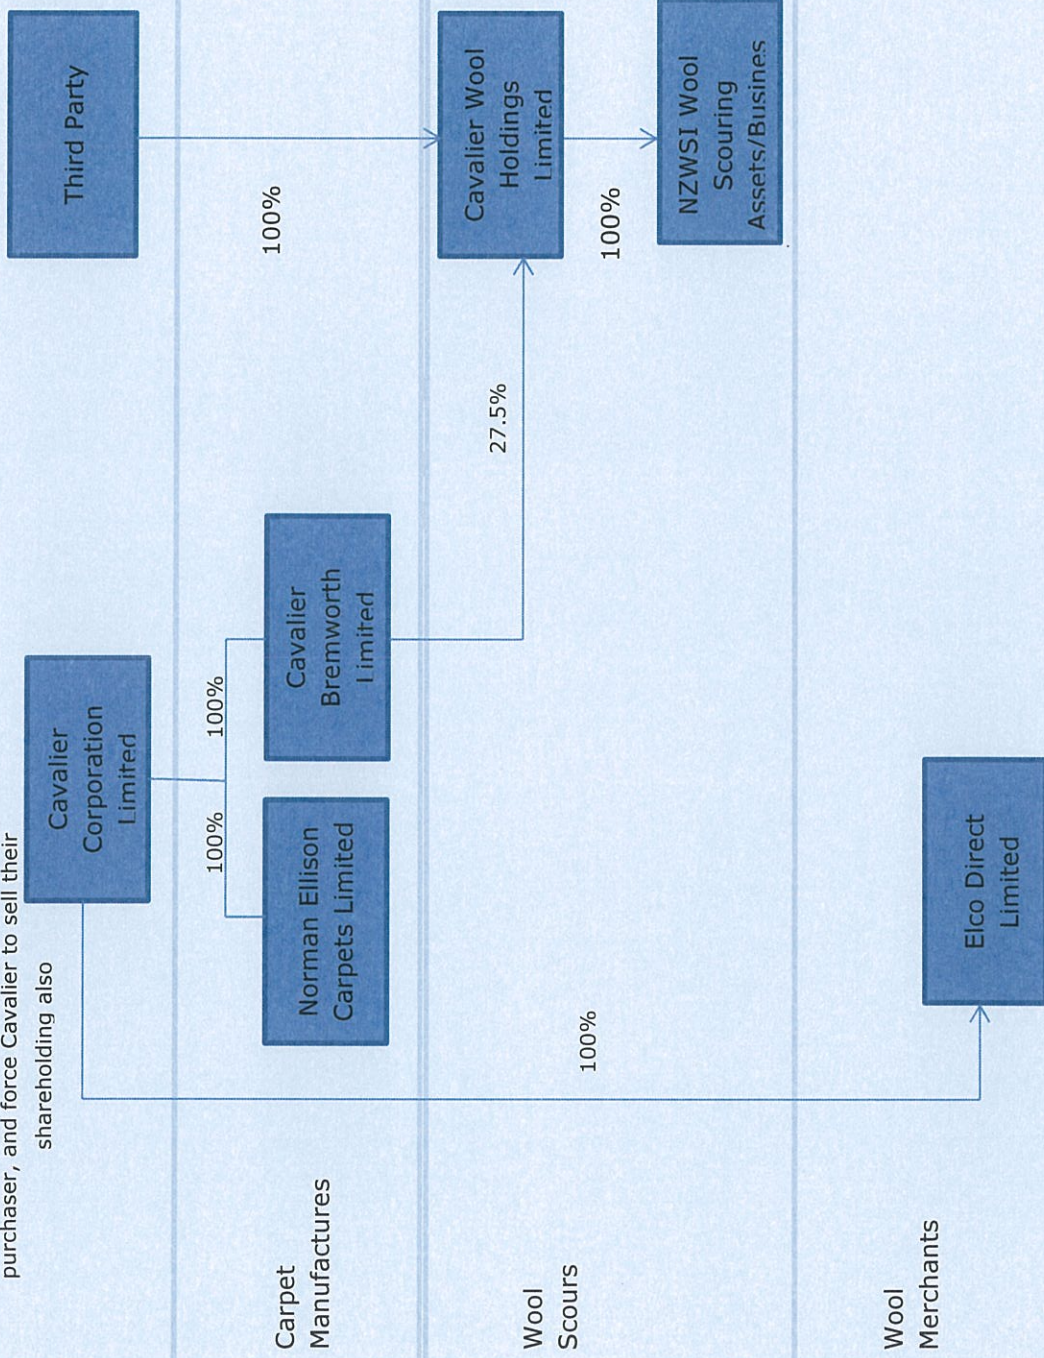 purchaser, and force Cavalier to sell their
shareholding also
Cavalier
Corporation
Limited
Third Party
100%
100%
100%
Carpet
Manufactures
Norman Ellison
Carpets Limited
Cavalier
Bremworth
Limited
27.5%
Cavalier Wool
Holdings
Limited
Wool
Scours
100%
100%
NZWSI Wool
Scouring
Assets/Busines
Wool
Merchants
Elco Direct
Limited